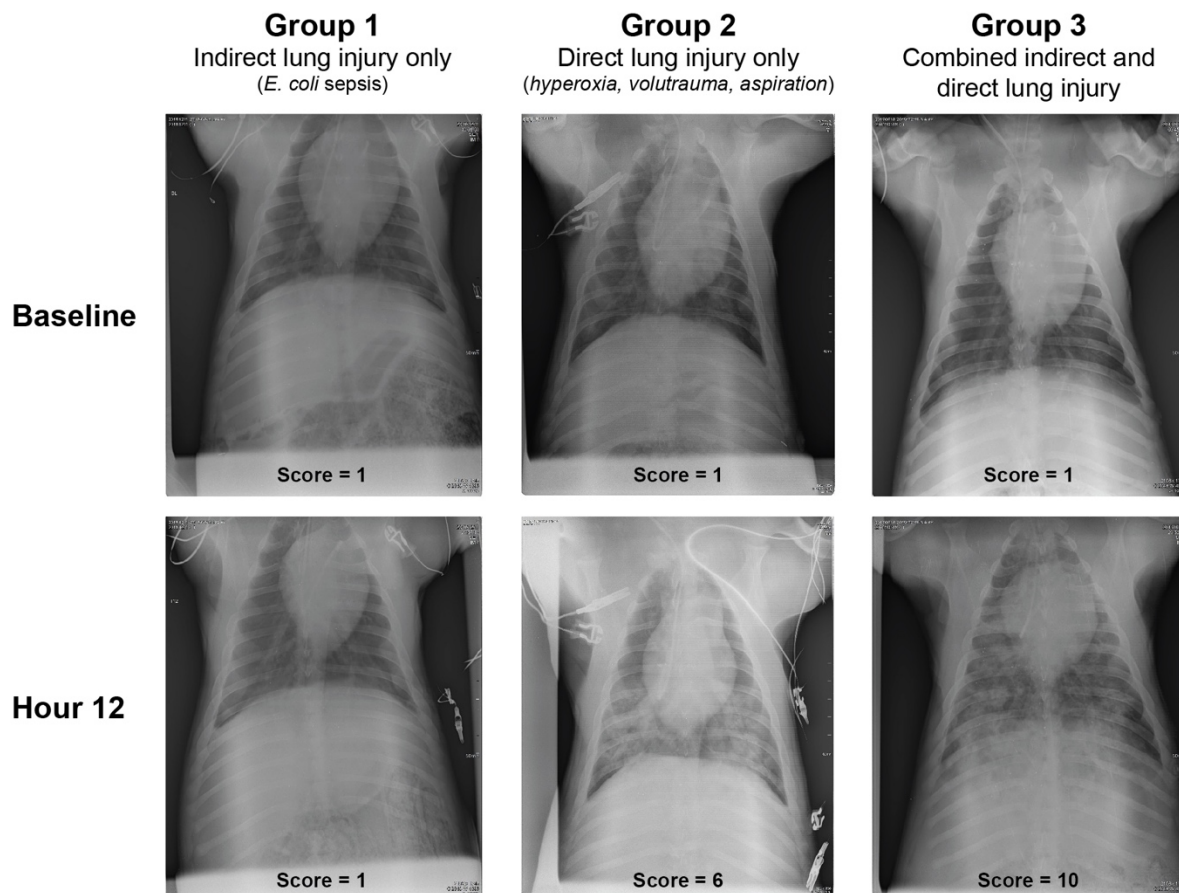 Group 1
Indirect lung injury only
(E. coli sepsis)
Group 2
Direct lung injury only
(hyperoxia, volutrauma, aspiration)
Group 3
Combined indirect and
direct lung injury
Baseline
Score = 1
Score = 1
Score = 1
Hour 12
Score = 1
Score = 6
Score = 10